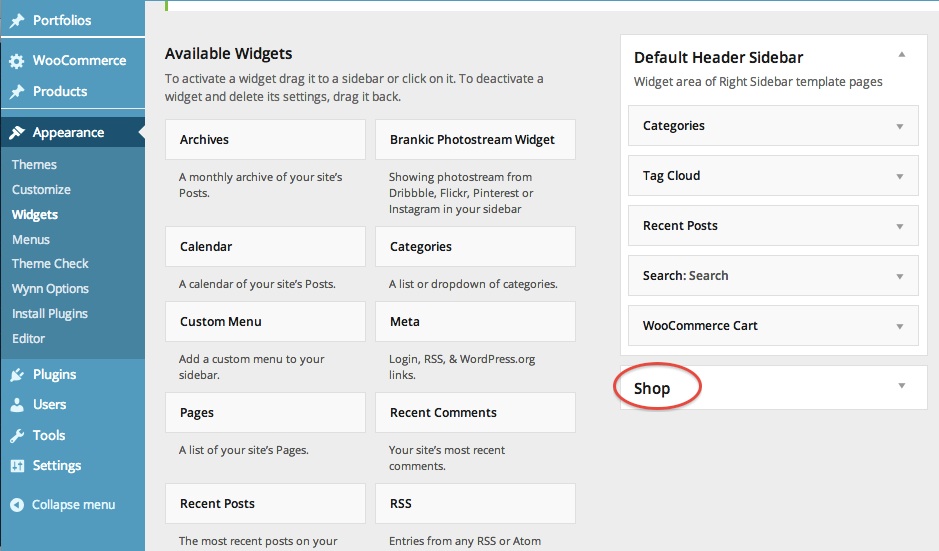 Portfolios
WooCommerce
Products
Appearance
Themes
Customize
Widgets
Menus
Theme Check
Wynn Options
Install Plugins
Editor
Plugins
Users
Tools
Settings
Collapse menu
Available Widgets
To activate a widget drag it to a sidebar or click on it. To deactivate a
widget and delete its settings, drag it back.
Archives
A monthly archive of your site's
Posts.
Brankic Photostream Widget
Showing photostream from
Dribbble, Flickr, Pinterest or
Instagram in your sidebar
Calendar
A calendar of your site's Posts.
Categories
A list or dropdown of categories.
Custom Menu
Add a custom menu to your
sidebar.
Meta
Login, RSS, & WordPress.org
links.
Pages
A list of your site's Pages.
Recent Comments
Your site's most recent
comments.
Recent Posts
The most recent posts on your
RSS
Entries from any RSS or Atom
Default Header Sidebar
Widget area of Right Sidebar template pages
Categories
Tag Cloud
Recent Posts
Search: Search
WooCommerce Cart
Shop